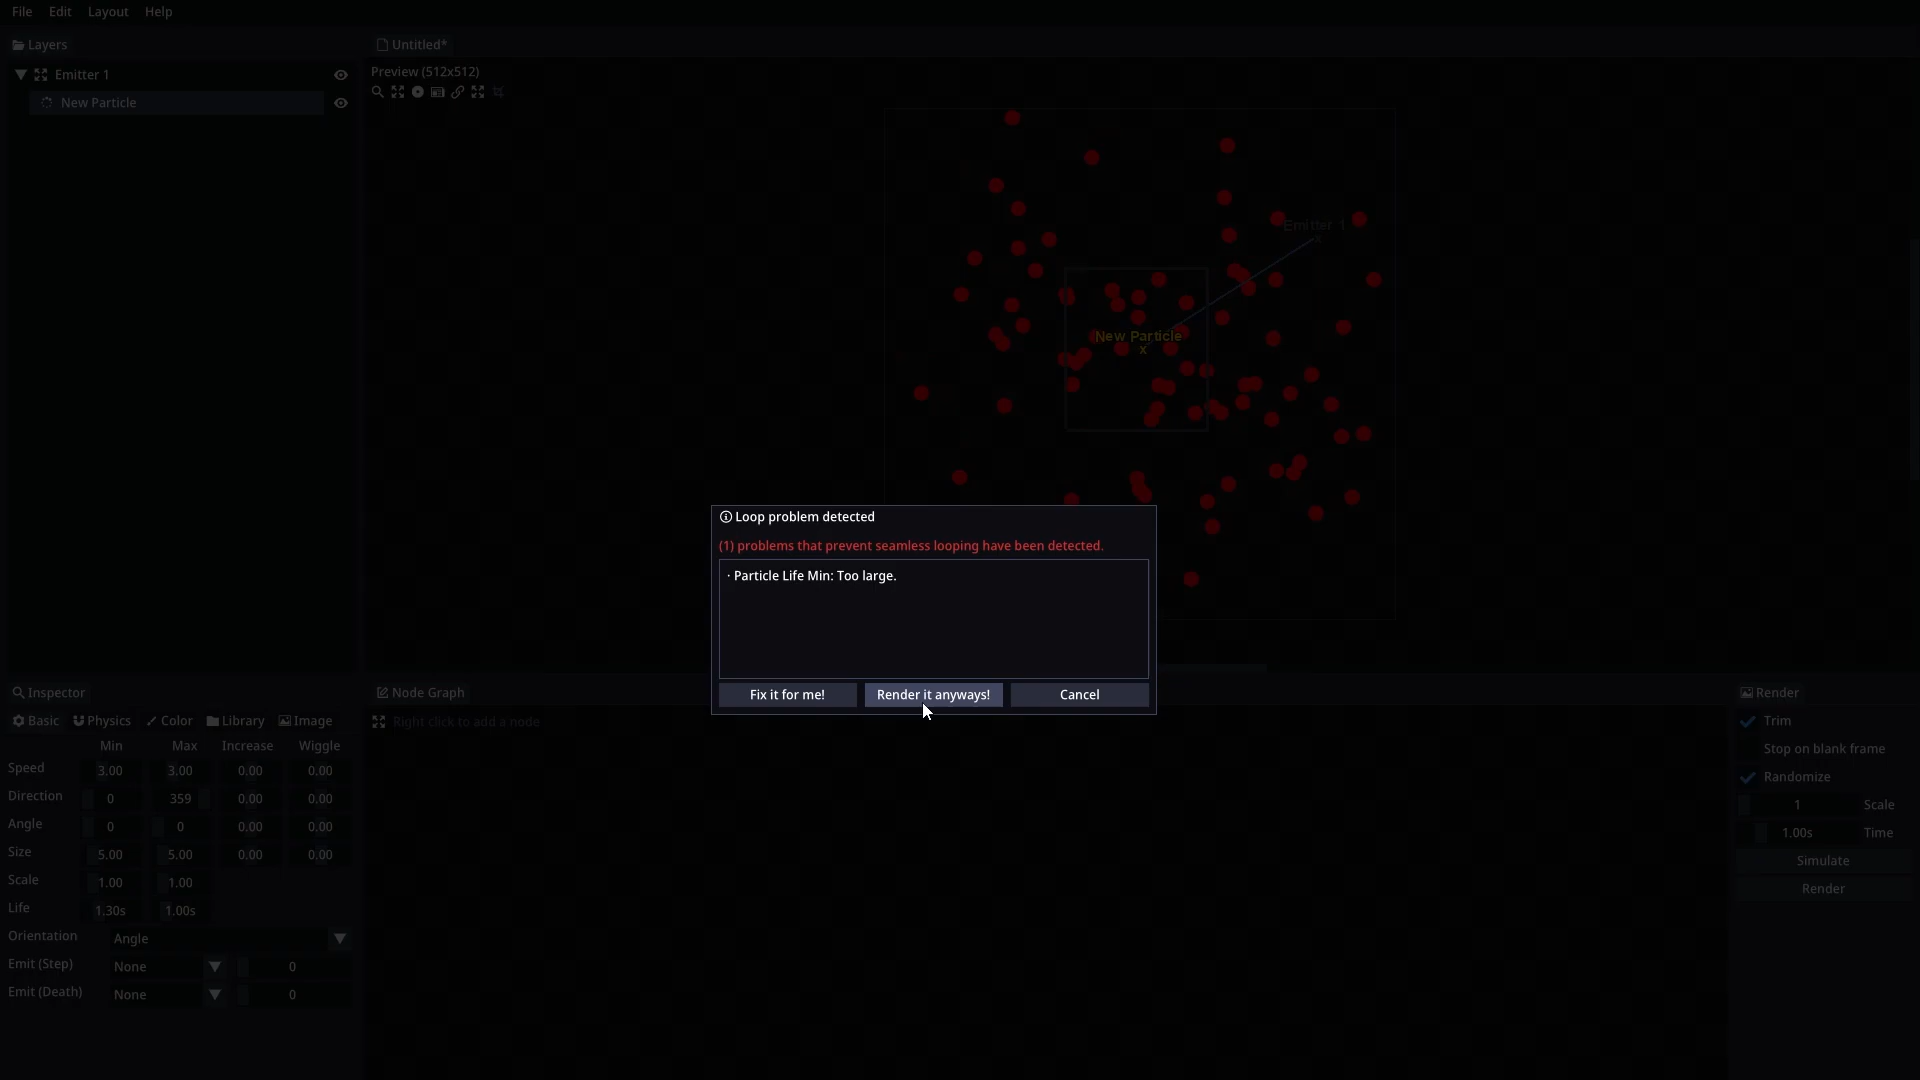 File Edit Layout Help
Layers
Untitled*
Emitter 1
New Particle
Preview (512x512)
Emitter 1
New Particle
x
Loop problem detected
(1) problems that prevent seamless looping have been detected.
· Particle Life Min: Too large.
Fix it for me! Render it anyways! Cancel
Inspector
Basic Physics Color Library Image
Min Max Increase Wiggle
Speed 3.00 3.00 0.00 0.00
Direction 0 359 0.00 0.00
Angle 0 0 0.00 0.00
Size 5.00 5.00 0.00 0.00
Scale 1.00 1.00
Life 1.30s 1.00s
Orientation Angle
Emit (Step) None 0
Emit (Death) None 0
Node Graph
Right click to add a node
Render
Trim
Stop on blank frame
Randomize
1 Scale
1.00s Time
Simulate
Render